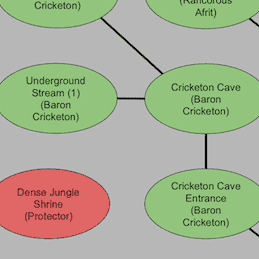 Cricketon)
(Rancorous
Afrit)
Underground
Stream (1)
(Baron
Cricketon)
Cricketon Cave
(Baron
Cricketon)
Dense Jungle
Shrine
(Protector)
Cricketon Cave
Entrance
(Baron
Cricketon)